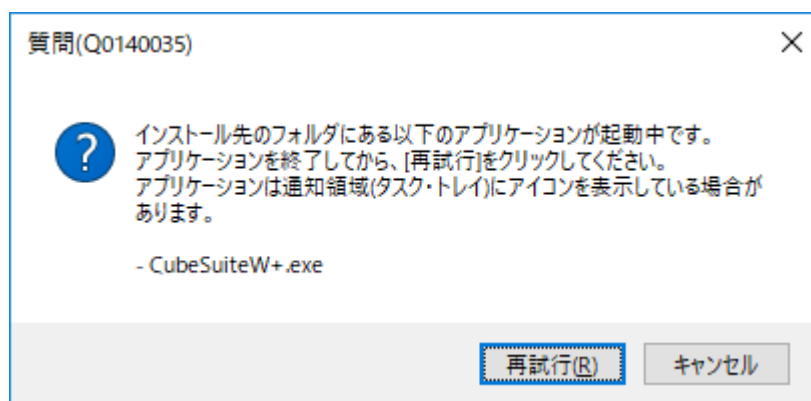 質問(Q0140035)
インストール先のフォルダにある以下のアプリケーションが起動中です。
アプリケーションを終了してから、[再試行]をクリックしてください。
アプリケーションは通知領域(タスク・トレイ)にアイコンを表示している場合が
あります。
- CubeSuiteW+.exe
再試行(R) キャンセル